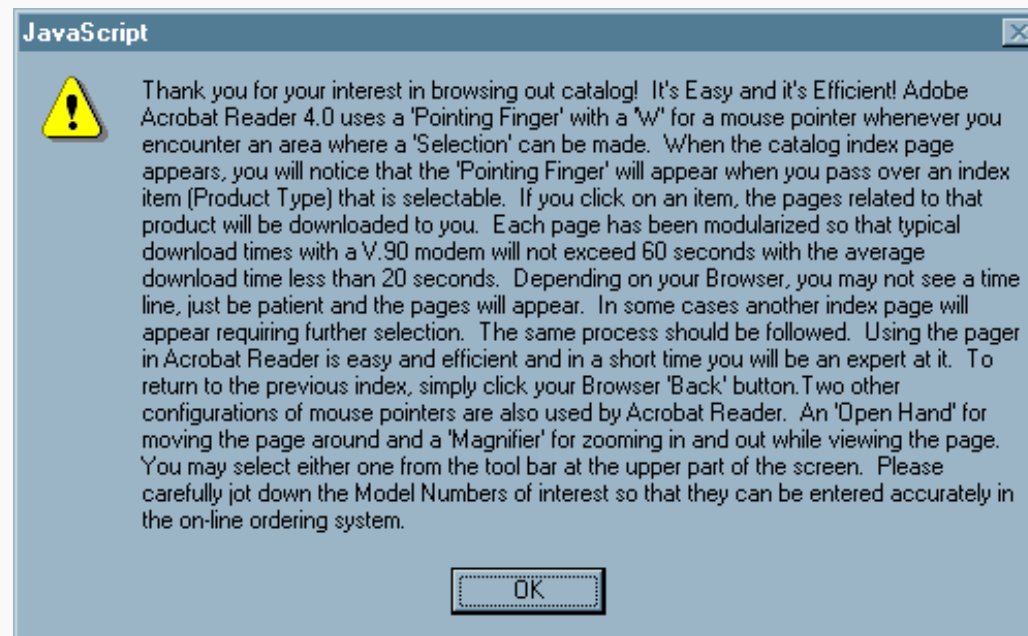 JavaScript
Thank you for your interest in browsing out catalog!  It's Easy and it's Efficient! Adobe
Acrobat Reader 4.0 uses a 'Pointing Finger' with a 'W'' for a mouse pointer whenever you
encounter an area where a 'Selection' can be made.  When the catalog index page
appears, you will notice that the 'Pointing Finger' will appear when you pass over an index
item (Product Type) that is selectable.  If you click on an item, the pages related to that
product will be downloaded to you.  Each page has been modularized so that typical
download times with a V.90 modem will not exceed 60 seconds with the average
download time less than 20 seconds.  Depending on your Browser, you may not see a time
line, just be patient and the pages will appear.  In some cases another index page will
appear requiring further selection.  The same process should be followed.  Using the pager
in Acrobat Reader is easy and efficient and in a short time you will be an expert at it.  To
return to the previous index, simply click your Browser 'Back' button.Two other
configurations of mouse pointers are also used by Acrobat Reader.  An 'Open Hand' for
moving the page around and a 'Magnifier' for zooming in and out while viewing the page.
You may select either one from the tool bar at the upper part of the screen.  Please
carefully jot down the Model Numbers of interest so that they can be entered accurately in
the on-line ordering system.
OK